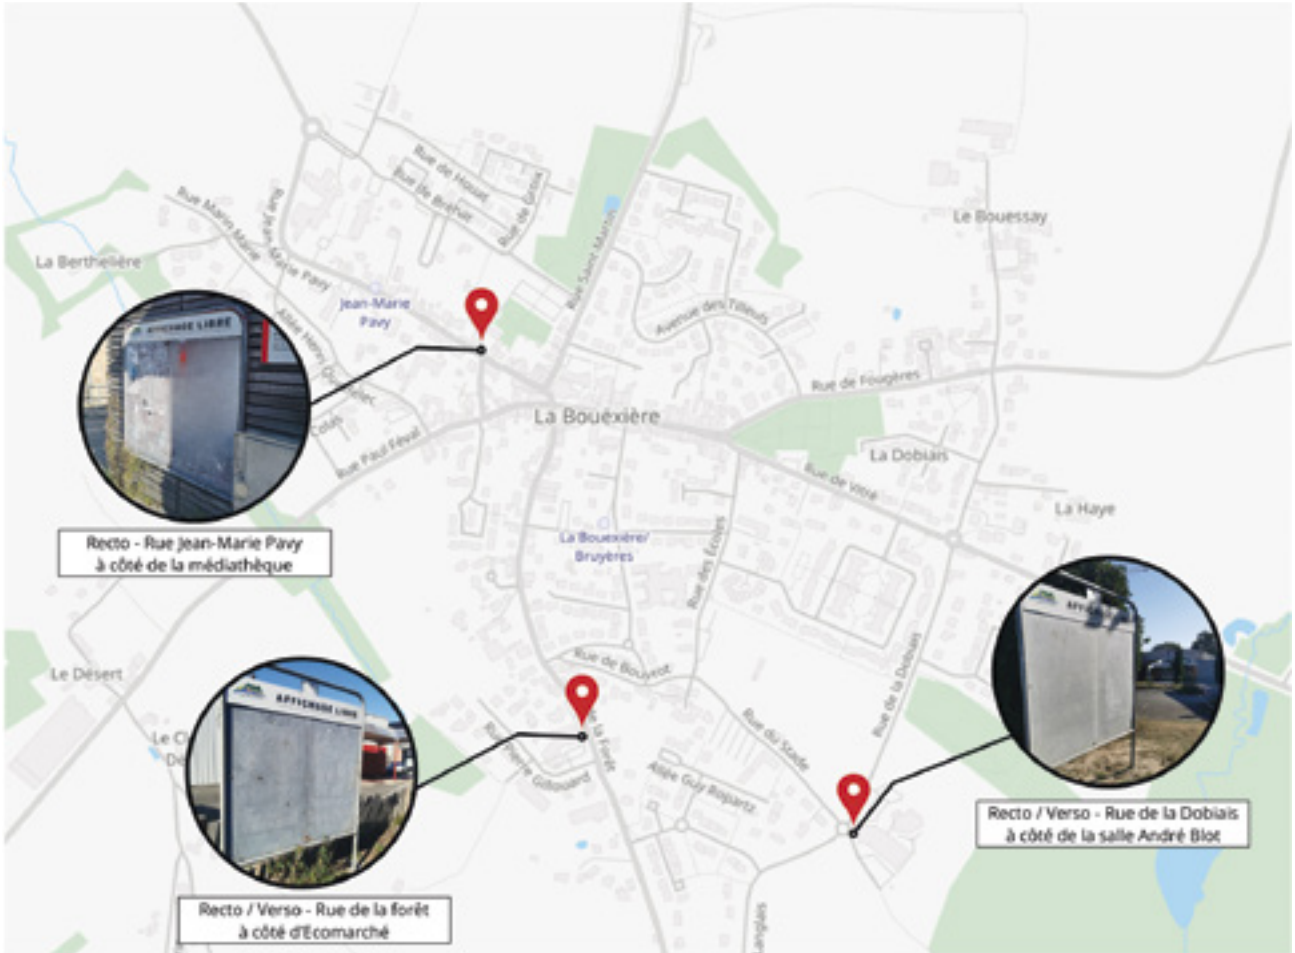 Rue de Houat
Rue de Bréhat
Rue de Groix
Rue Marin Marie
Rue Jean-Marie Pavy
Rue Saint-Martin
Le Bouessay
La Berthelière
Jean-Marie
Pavy
Avenue des Tilleuls
AFFICHAGE LIBRE
Rue de Fougères
La Bouëxière
Rue Paul Féval
La Dobiais
Rue de Vitré
La Haye
Recto - Rue Jean-Marie Pavy
à côté de la médiathèque
La Bouexière/
Bruyères
Rue des Écoles
Rue de Bouyrot
Rue de la Dobiais
Le Désert
AFFICHAGE LIBRE
Rue du Stade
de la Forêt
Allée Guy Ropartz
Recto / Verso - Rue de la Dobiais
à côté de la salle André Blot
Recto / Verso - Rue de la forêt
à côté d'Ecomarché